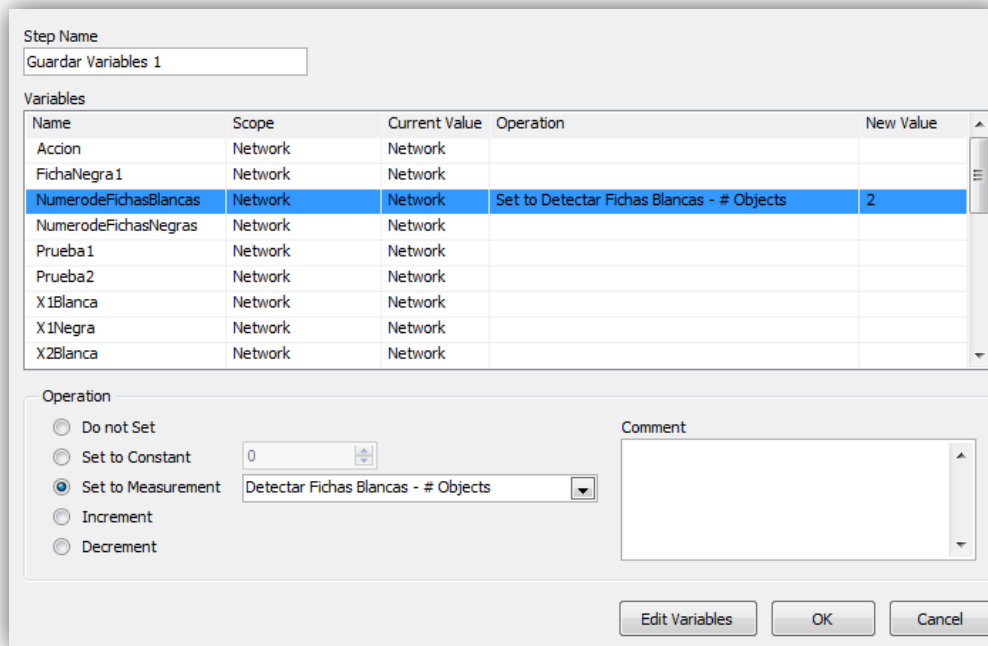 Step Name
Guardar Variables 1
Variables
Name Scope Current Value Operation New Value
Accion Network Network
FichaNegra1 Network Network
NumerodeFichasBlancas Network Network Set to Detectar Fichas Blancas - # Objects 2
NumerodeFichasNegras Network Network
Prueba1 Network Network
Prueba2 Network Network
X1Blanca Network Network
X1Negra Network Network
X2Blanca Network Network
Operation
Do not Set Comment
Set to Constant 0
Set to Measurement Detectar Fichas Blancas - # Objects
Increment
Decrement
Edit Variables OK Cancel